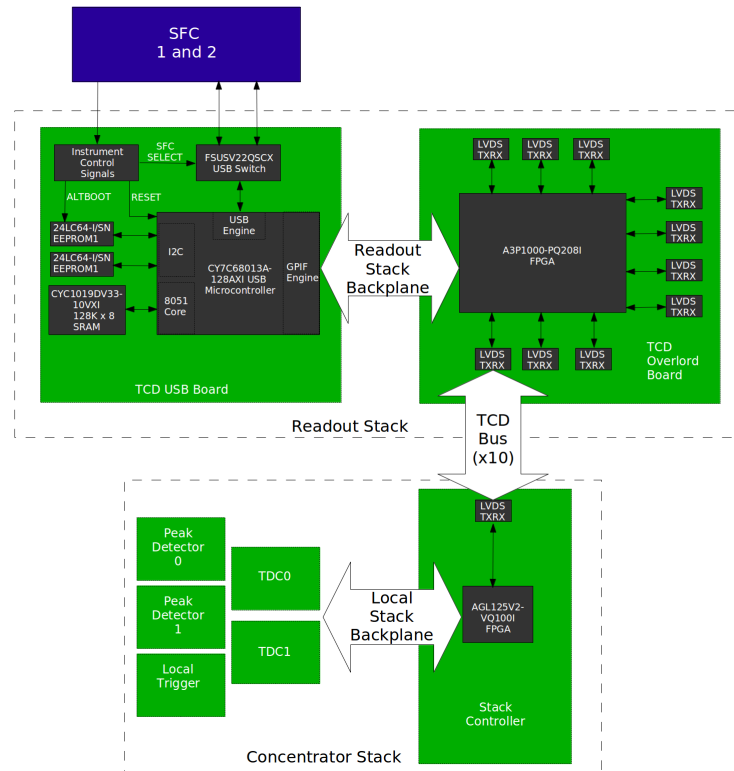 SFC
1 and 2
Instrument
Control
Signals
SFC
SELECT
FSUSV22QSCX
USB Switch
ALTBOOT
RESET
24LC64-I/SN
EEPROM1
24LC64-I/SN
EEPROM1
CYC1019DV33-
10VXI
128K x 8
SRAM
I2C
8051
Core
USB
Engine
CY7C68013A-
128AXI USB
Microcontroller
GPIF
Engine
TCD USB Board
Readout
Stack
Backplane
LVDS
TXRX
LVDS
TXRX
LVDS
TXRX
A3P1000-PQ208I
FPGA
LVDS
TXRX
LVDS
TXRX
LVDS
TXRX
LVDS
TXRX
LVDS
TXRX
LVDS
TXRX
LVDS
TXRX
TCD
Overlord
Board
Readout Stack
TCD
Bus
(x10)
LVDS
TXRX
Peak
Detector
0
Peak
Detector
1
Local
Trigger
TDC0
TDC1
Local
Stack
Backplane
AGL125V2-
VQ100I
FPGA
Stack
Controller
Concentrator Stack